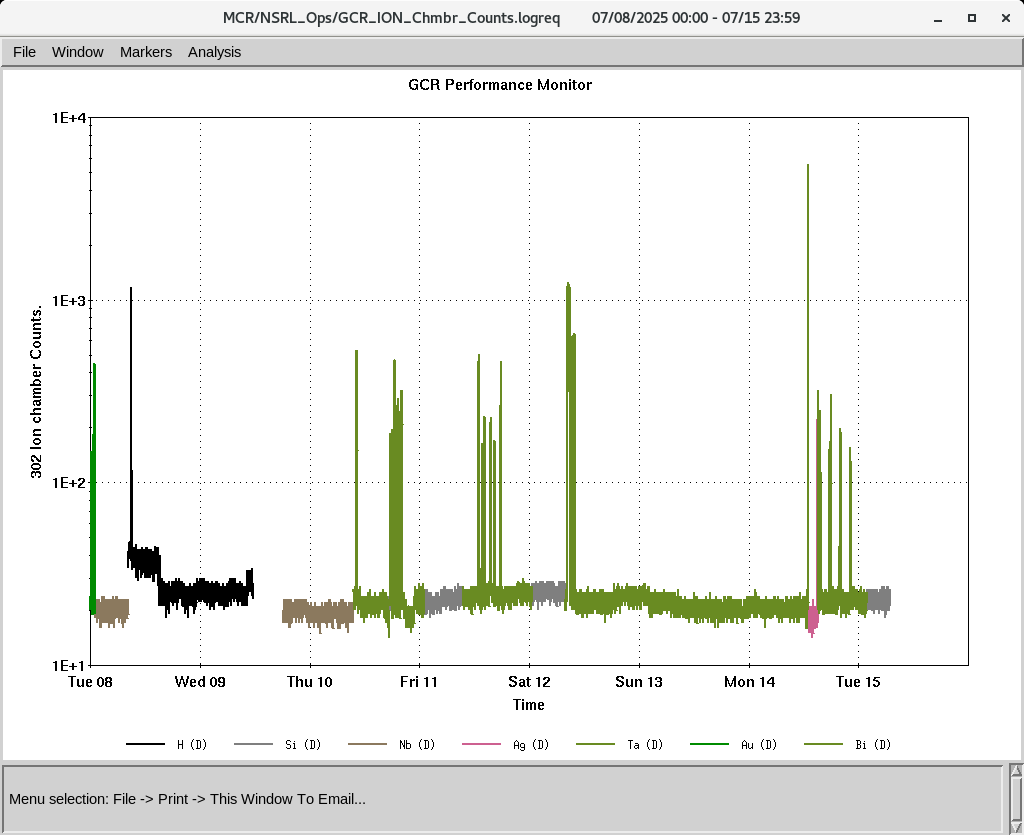 MCR/NSRL_Ops/GCR_ION_Chmbr_Counts.logreq 07/08/2025 00:00 - 07/15 23:59
File Window Markers Analysis
GCR Performance Monitor
1E+4
1E+3
1E+2
1E+1
302 Ion chamber Counts.
Tue 08 Wed 09 Thu 10 Fri 11 Sat 12 Sun 13 Mon 14 Tue 15
Time
H (D) Si (D) Nb (D) Ag (D) Ta (D) Au (D) Bi (D)
Menu selection: File -> Print -> This Window To Email...